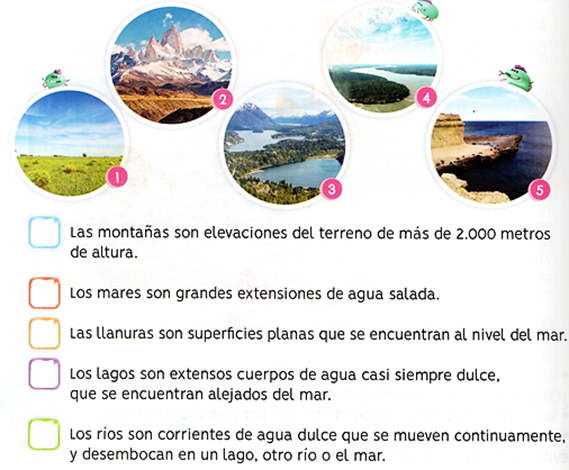 2
4
1
3
5
Las montañas son elevaciones del terreno de más de 2.000 metros
de altura.
Los mares son grandes extensiones de agua salada.
Las llanuras son superficies planas que se encuentran al nivel del mar.
Los lagos son extensos cuerpos de agua casi siempre dulce,
que se encuentran alejados del mar.
Los ríos son corrientes de agua dulce que se mueven continuamente,
y desembocan en un lago, otro río o el mar.